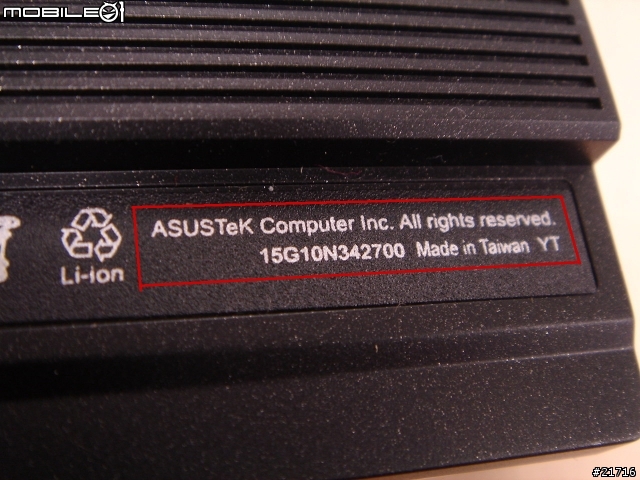 MOBILE01
ASUSTeK Computer Inc. All rights reserved.
15G10N342700 Made in Taiwan YT
Li-ion
#21716